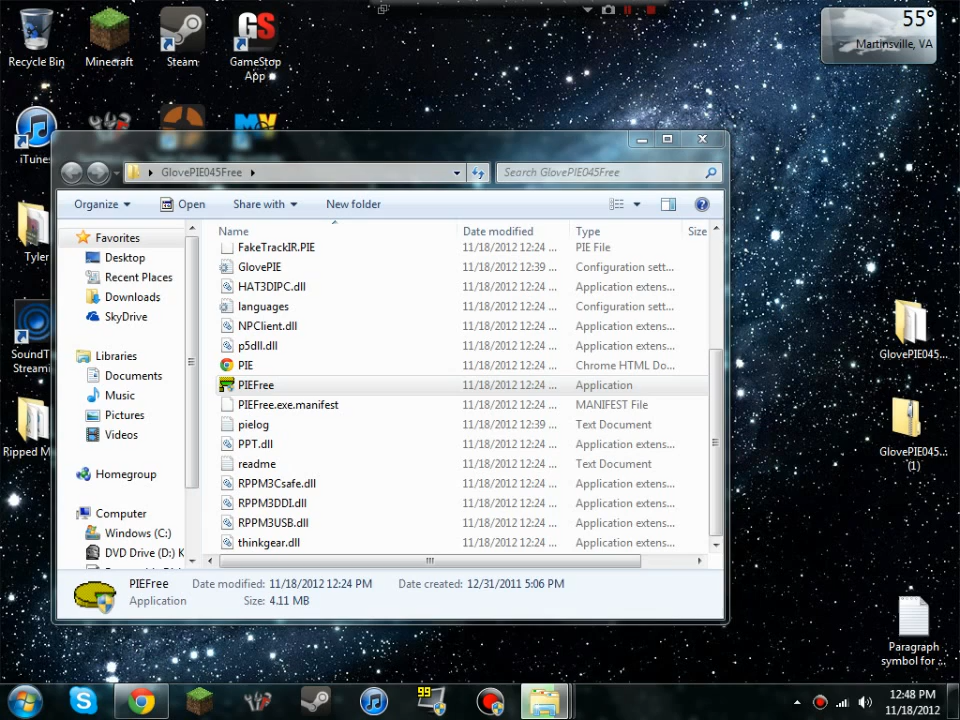 55°
Martinsville, VA
Recycle Bin
Minecraft
Steam
GS
GameStop
App
iTunes
GlovePIE045Free
Search GlovePIE045Free
Organize
Open
Share with
New folder
Favorites
Desktop
Recent Places
Downloads
SkyDrive
Libraries
Documents
Music
Pictures
Videos
Homegroup
Computer
Windows (C:)
DVD Drive (D:) K
Name Date modified Type Size
FakeTrackIR.PIE 11/18/2012 12:24 ... PIE File
GlovePIE 11/18/2012 12:39 ... Configuration sett...
HAT3DIPC.dll 11/18/2012 12:24 ... Application extens...
languages 11/18/2012 12:24 ... Configuration sett...
NPClient.dll 11/18/2012 12:24 ... Application extens...
p5dll.dll 11/18/2012 12:24 ... Application extens...
PIE 11/18/2012 12:24 ... Chrome HTML Do...
PIEFree 11/18/2012 12:24 ... Application
PIEFree.exe.manifest 11/18/2012 12:24 ... MANIFEST File
pielog 11/18/2012 12:39 ... Text Document
PPT.dll 11/18/2012 12:24 ... Application extens...
readme 11/18/2012 12:24 ... Text Document
RPPM3Csafe.dll 11/18/2012 12:24 ... Application extens...
RPPM3DDI.dll 11/18/2012 12:24 ... Application extens...
RPPM3USB.dll 11/18/2012 12:24 ... Application extens...
thinkgear.dll 11/18/2012 12:24 ... Application extens...
PIEFree Date modified: 11/18/2012 12:24 PM Date created: 12/31/2011 5:06 PM
Application Size: 4.11 MB
Tyler
SoundT
Streami
Ripped M
GlovePIE045...
GlovePIE045...
(1)
Paragraph
symbol for ...
99
12:48 PM
11/18/2012